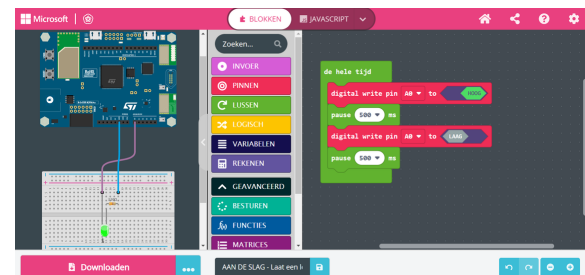 Microsoft
BLOKKEN
JAVASCRIPT
Zoeken...
INVOER
PINNEN
LUSSEN
LOGISCH
VARIABELEN
REKENEN
GEAVANCEERD
BESTUREN
FUNCTIES
MATRICES
de hele tijd
digital write pin A0 to HOOG
pause 500 ms
digital write pin A0 to LAAG
pause 500 ms
Downloaden
AAN DE SLAG - Laat een l